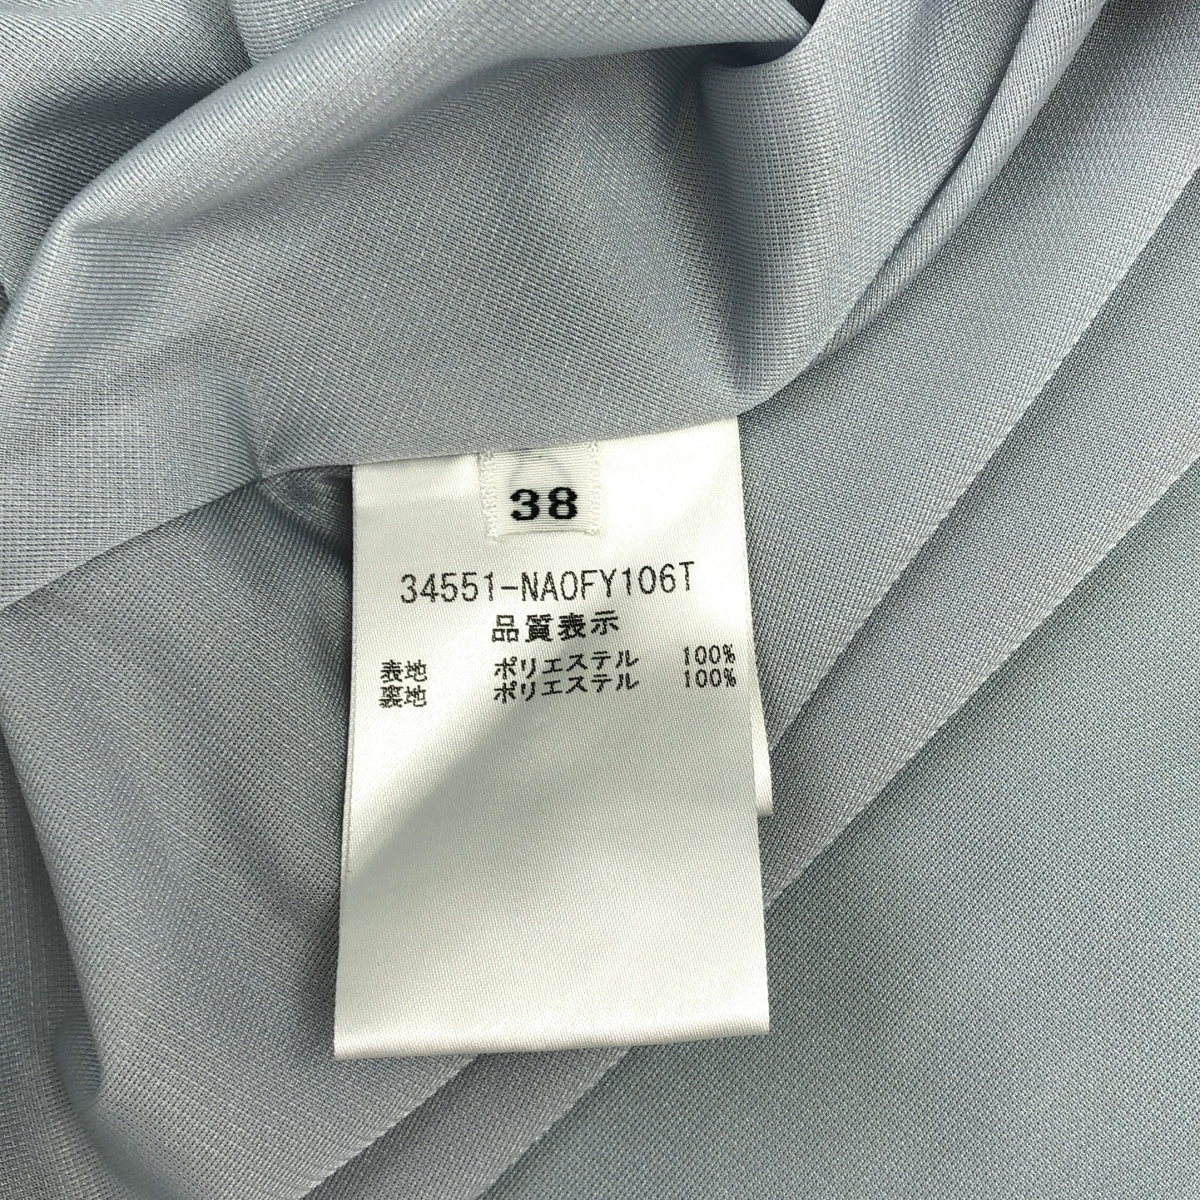 38
34551-NAOFY106T
品質表示
表地 ポリエステル 100%
裏地 ポリエステル 100%